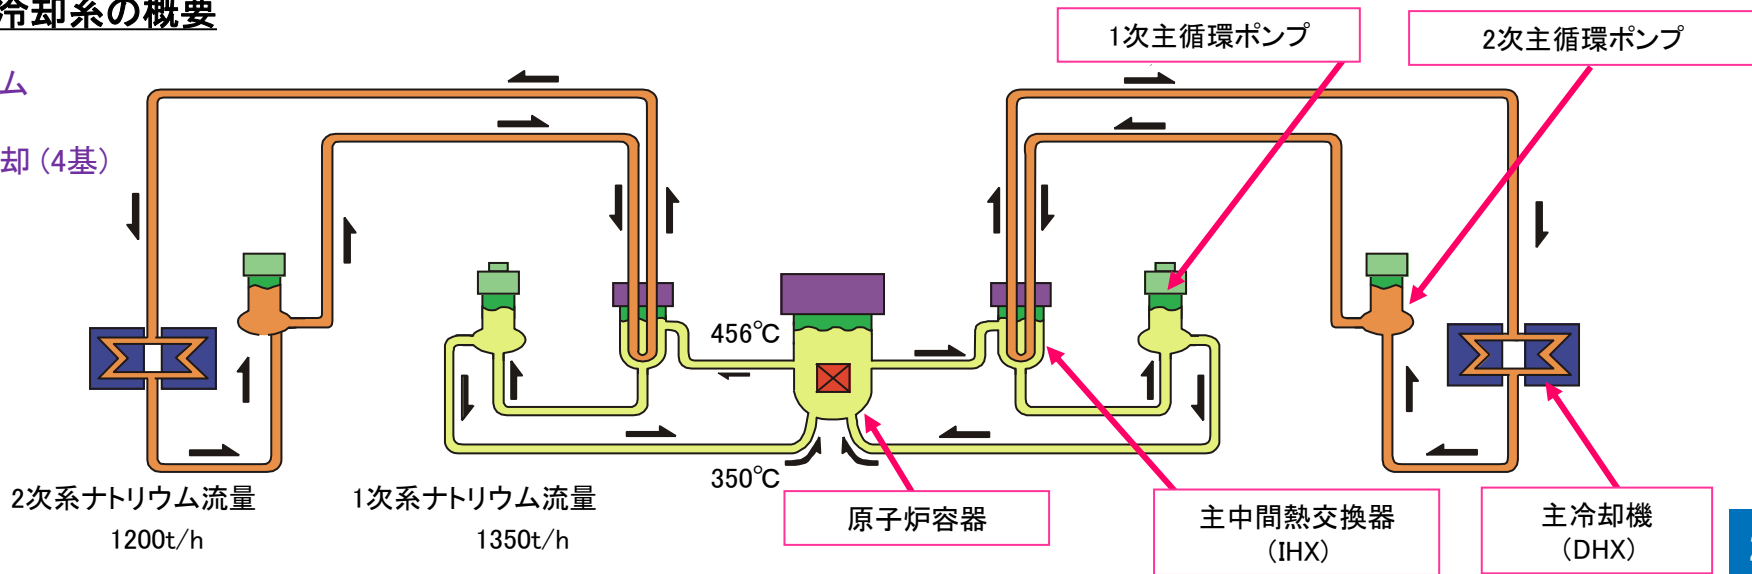 冷却系の概要
ム
却 (4基)
1次主循環ポンプ
2次主循環ポンプ
456℃
350℃
2次系ナトリウム流量
1200t/h
1次系ナトリウム流量
1350t/h
原子炉容器
主中間熱交換器
(IHX)
主冷却機
(DHX)